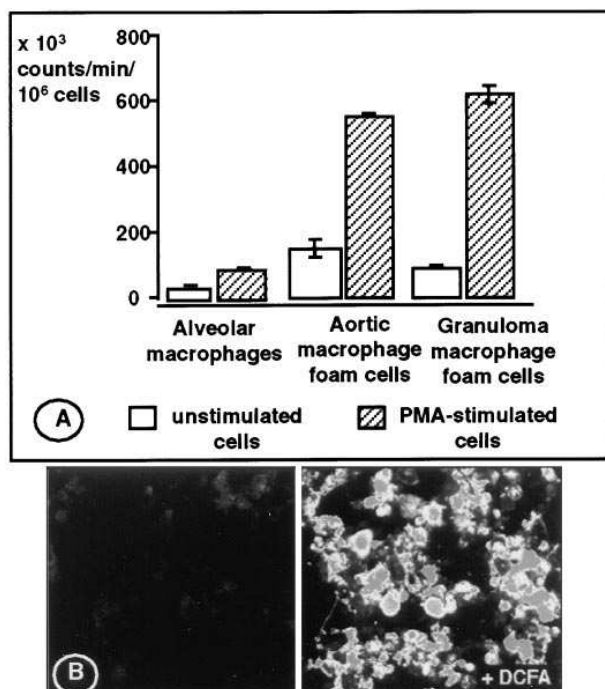 x 10³
counts/min/
10⁶ cells
800
600
400
200
0
Alveolar
macrophages
Aortic
macrophage
foam cells
Granuloma
macrophage
foam cells
A
unstimulated
cells
PMA-stimulated
cells
B
+ DCFA